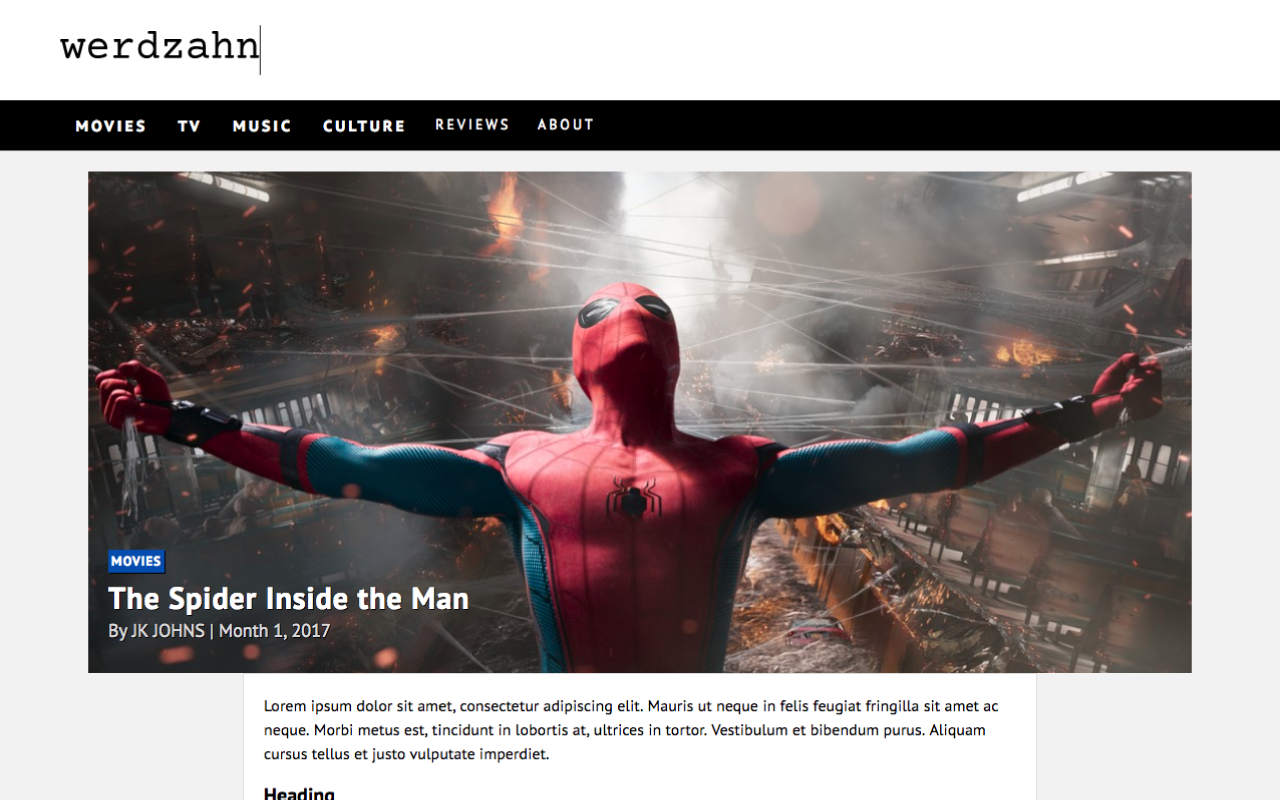 werdzahn
MOVIES TV MUSIC CULTURE REVIEWS ABOUT
MOVIES
The Spider Inside the Man
By JK JOHNS | Month 1, 2017
Lorem ipsum dolor sit amet, consectetur adipiscing elit. Mauris ut neque in felis feugiat fringilla sit amet ac
neque. Morbi metus est, tincidunt in lobortis at, ultrices in tortor. Vestibulum et bibendum purus. Aliquam
cursus tellus et justo vulputate imperdiet.
Heading